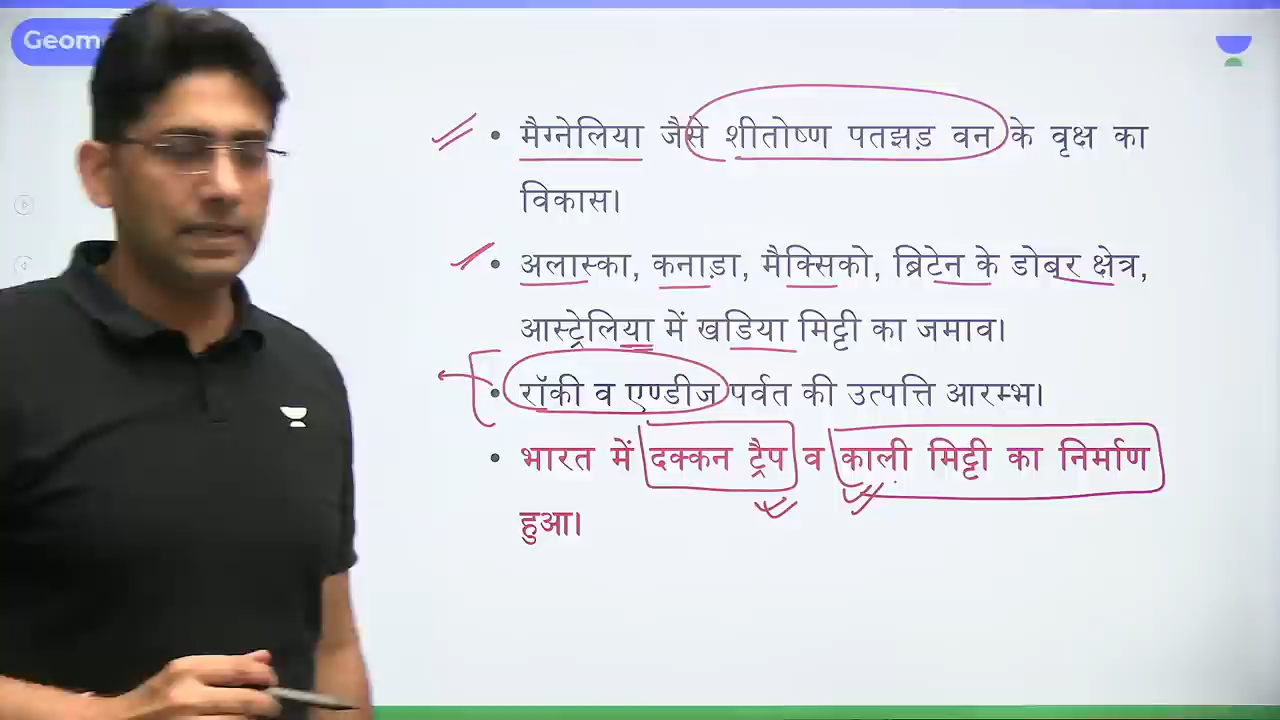 Geom
• मैग्नेलिया जैसे शीतोष्ण पतझड़ वन के वृक्ष का
विकास।
• अलास्का, कनाड़ा, मैक्सिको, ब्रिटेन के डोबर क्षेत्र,
आस्ट्रेलिया में खडिया मिट्टी का जमाव।
• रॉकी व एण्डीज पर्वत की उत्पत्ति आरम्भ।
• भारत में दक्कन ट्रैप व काली मिट्टी का निर्माण
हुआ।